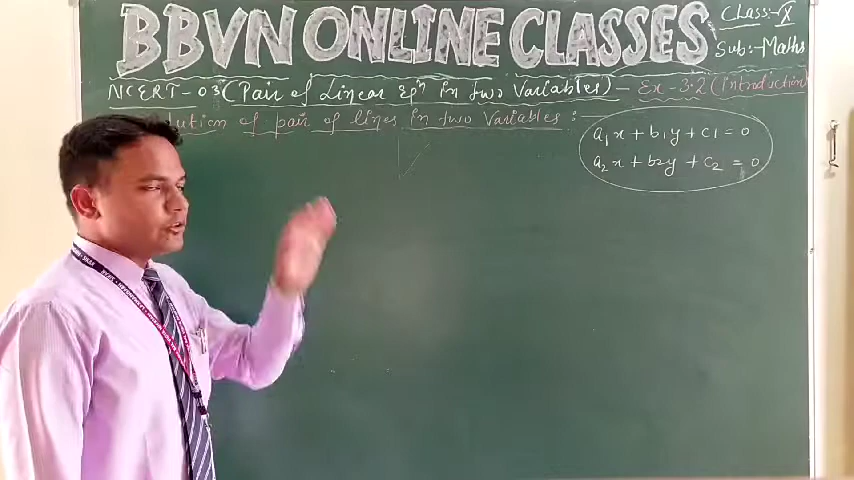 BBVN ONLINE CLASSES
Class:- X
Sub:- Maths
NCERT-03 (Pair of Linear Eqn in two Variables) - Ex-3.2 (Introduction)
of pair of lines in two Variables :-
a1x + b1y + c1 = 0
a2x + b2y + c2 = 0